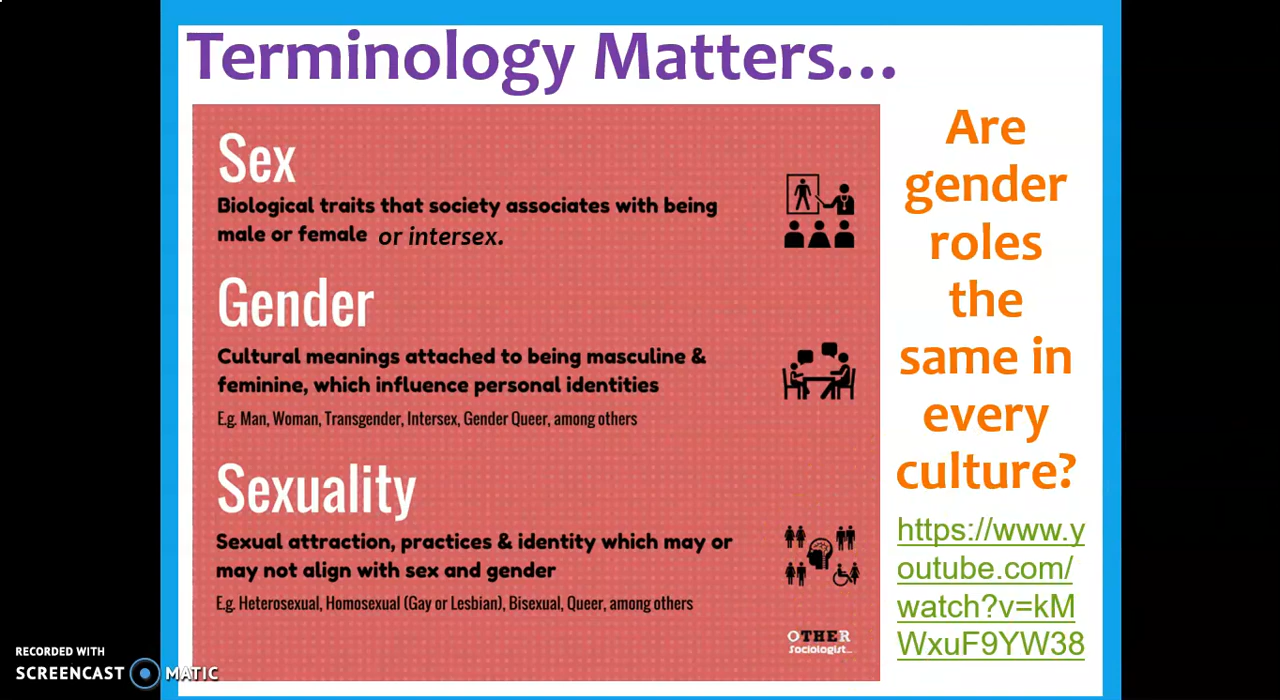 Terminology Matters...
Sex
Biological traits that society associates with being
male or female or intersex.
Gender
Cultural meanings attached to being masculine &
feminine, which influence personal identities
E.g. Man, Woman, Transgender, Intersex, Gender Queer, among others
Sexuality
Sexual attraction, practices & identity which may or
may not align with sex and gender
E.g. Heterosexual, Homosexual (Gay or Lesbian), Bisexual, Queer, among others
OTHER
Sociologist...
Are
gender
roles
the
same in
every
culture?
https://www.y
outube.com/
watch?v=kM
WxuF9YW38
RECORDED WITH
SCREENCAST MATIC